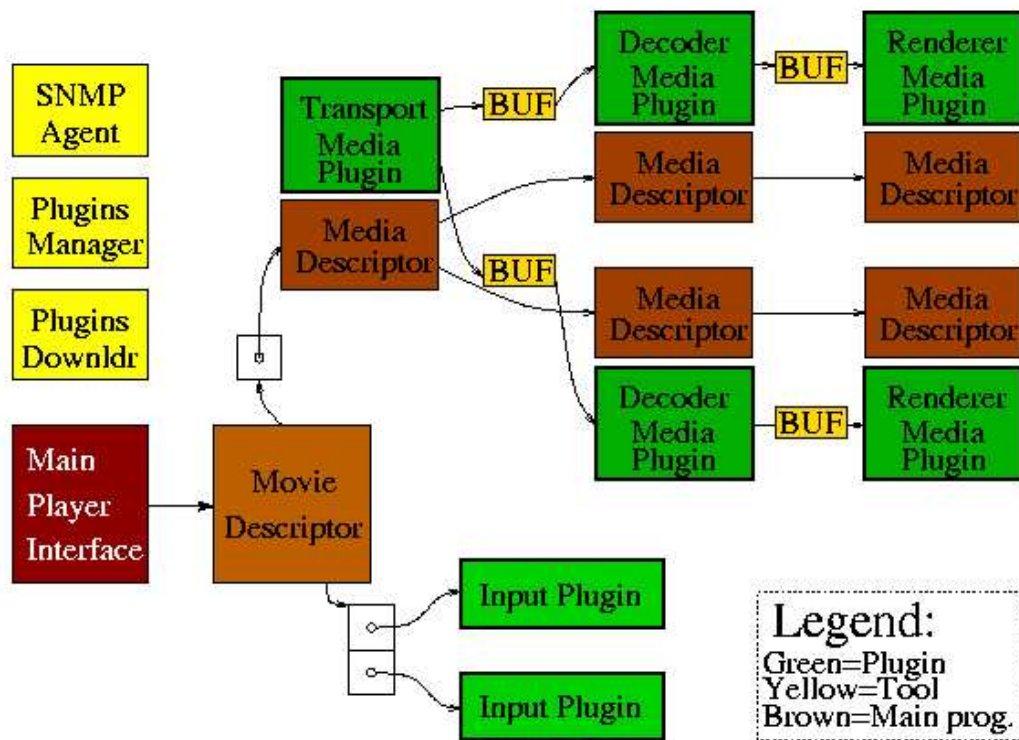 SNMP
Agent
Plugins
Manager
Plugins
Downldr
Main
Player
Interface
Movie
Descriptor
Transport
Media
Plugin
Media
Descriptor
BUF
BUF
Decoder
Media
Plugin
BUF
Renderer
Media
Plugin
Media
Descriptor
Media
Descriptor
Media
Descriptor
Media
Descriptor
Decoder
Media
Plugin
BUF
Renderer
Media
Plugin
Input Plugin
Input Plugin
Legend:
Green=Plugin
Yellow=Tool
Brown=Main prog.